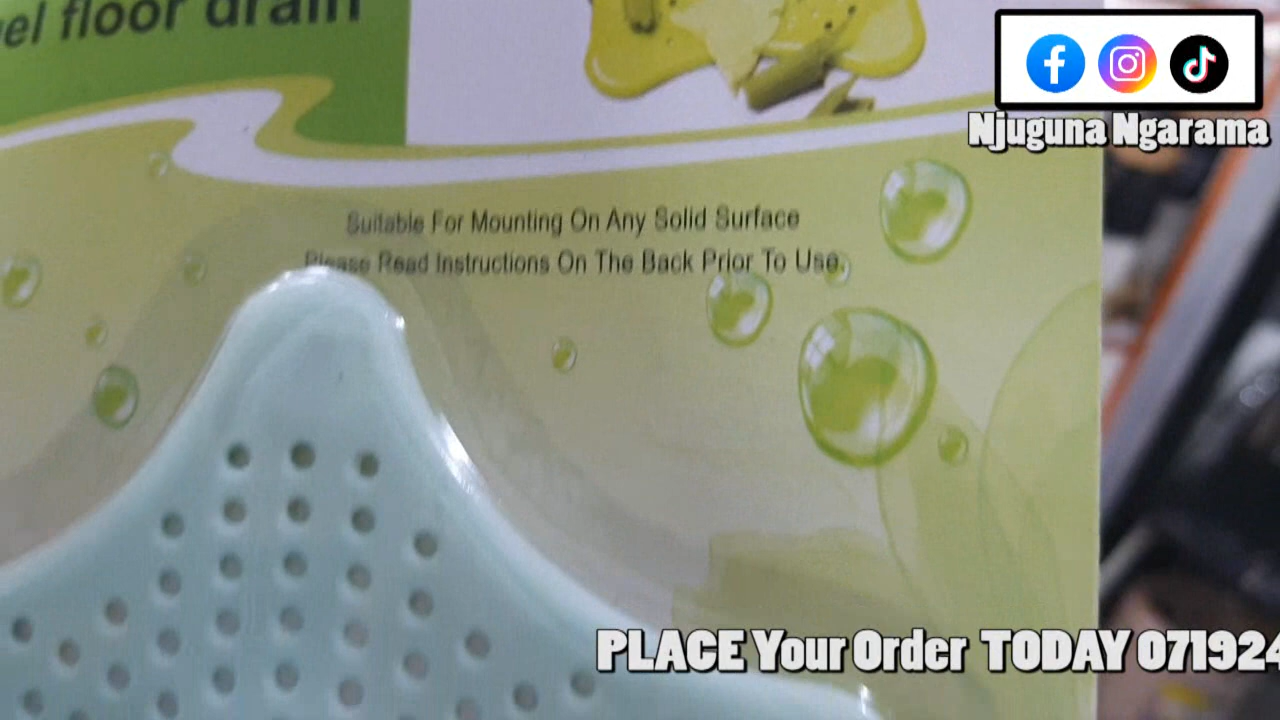 el floor drain
Njuguna Ngarama
Suitable For Mounting On Any Solid Surface
Please Read Instructions On The Back Prior To Use.
PLACE Your Order TODAY 071924